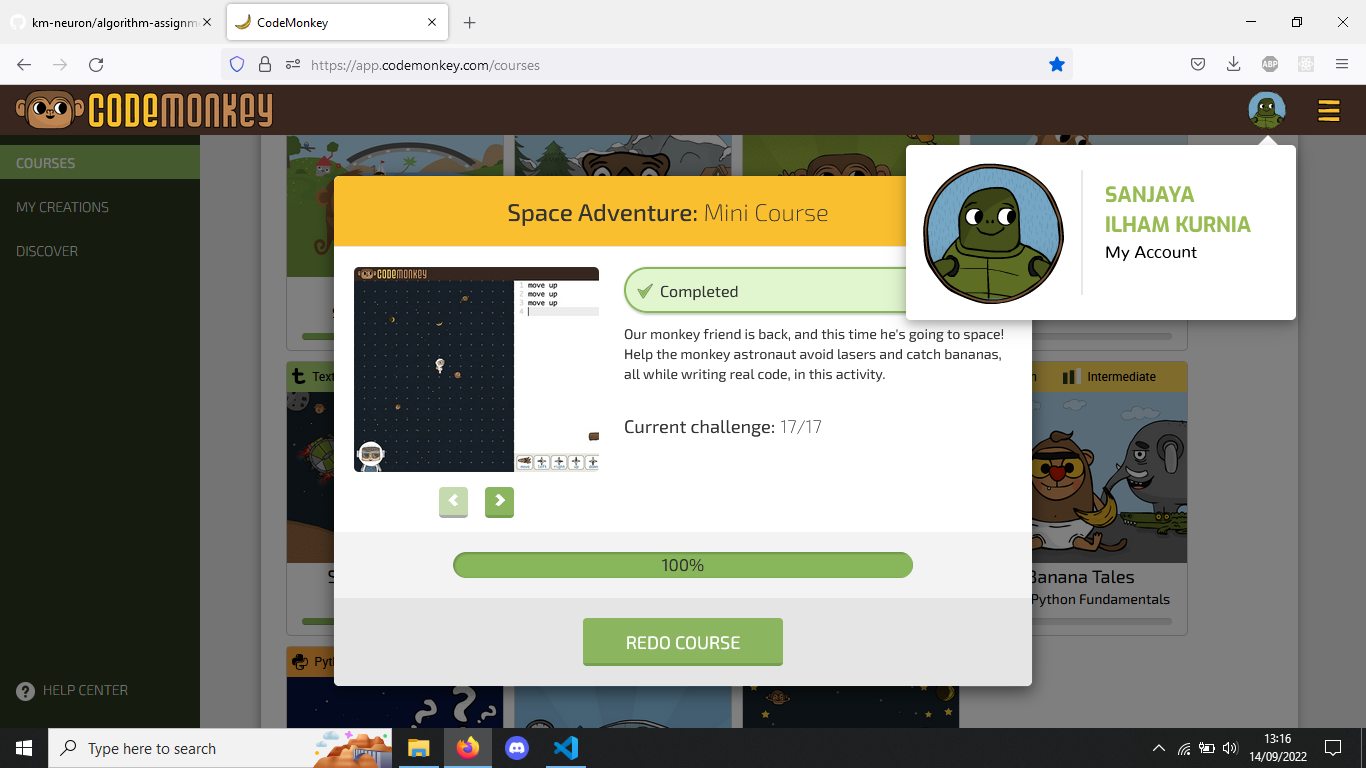 km-neuron/algorithm-assignm
CodeMonkey
https://app.codemonkey.com/courses
ABP
CODEMONKEY
COURSES
MY CREATIONS
DISCOVER
HELP CENTER
SANJAYA
ILHAM KURNIA
My Account
Space Adventure: Mini Course
CODEMONKEY
1 move up
2 move up
3 move up
4
Completed
Our monkey friend is back, and this time he's going to space!
Help the monkey astronaut avoid lasers and catch bananas,
all while writing real code, in this activity.
Current challenge: 17/17
100%
REDO COURSE
Text
Intermediate
Banana Tales
Python Fundamentals
Pyth
Type here to search
13:16
14/09/2022